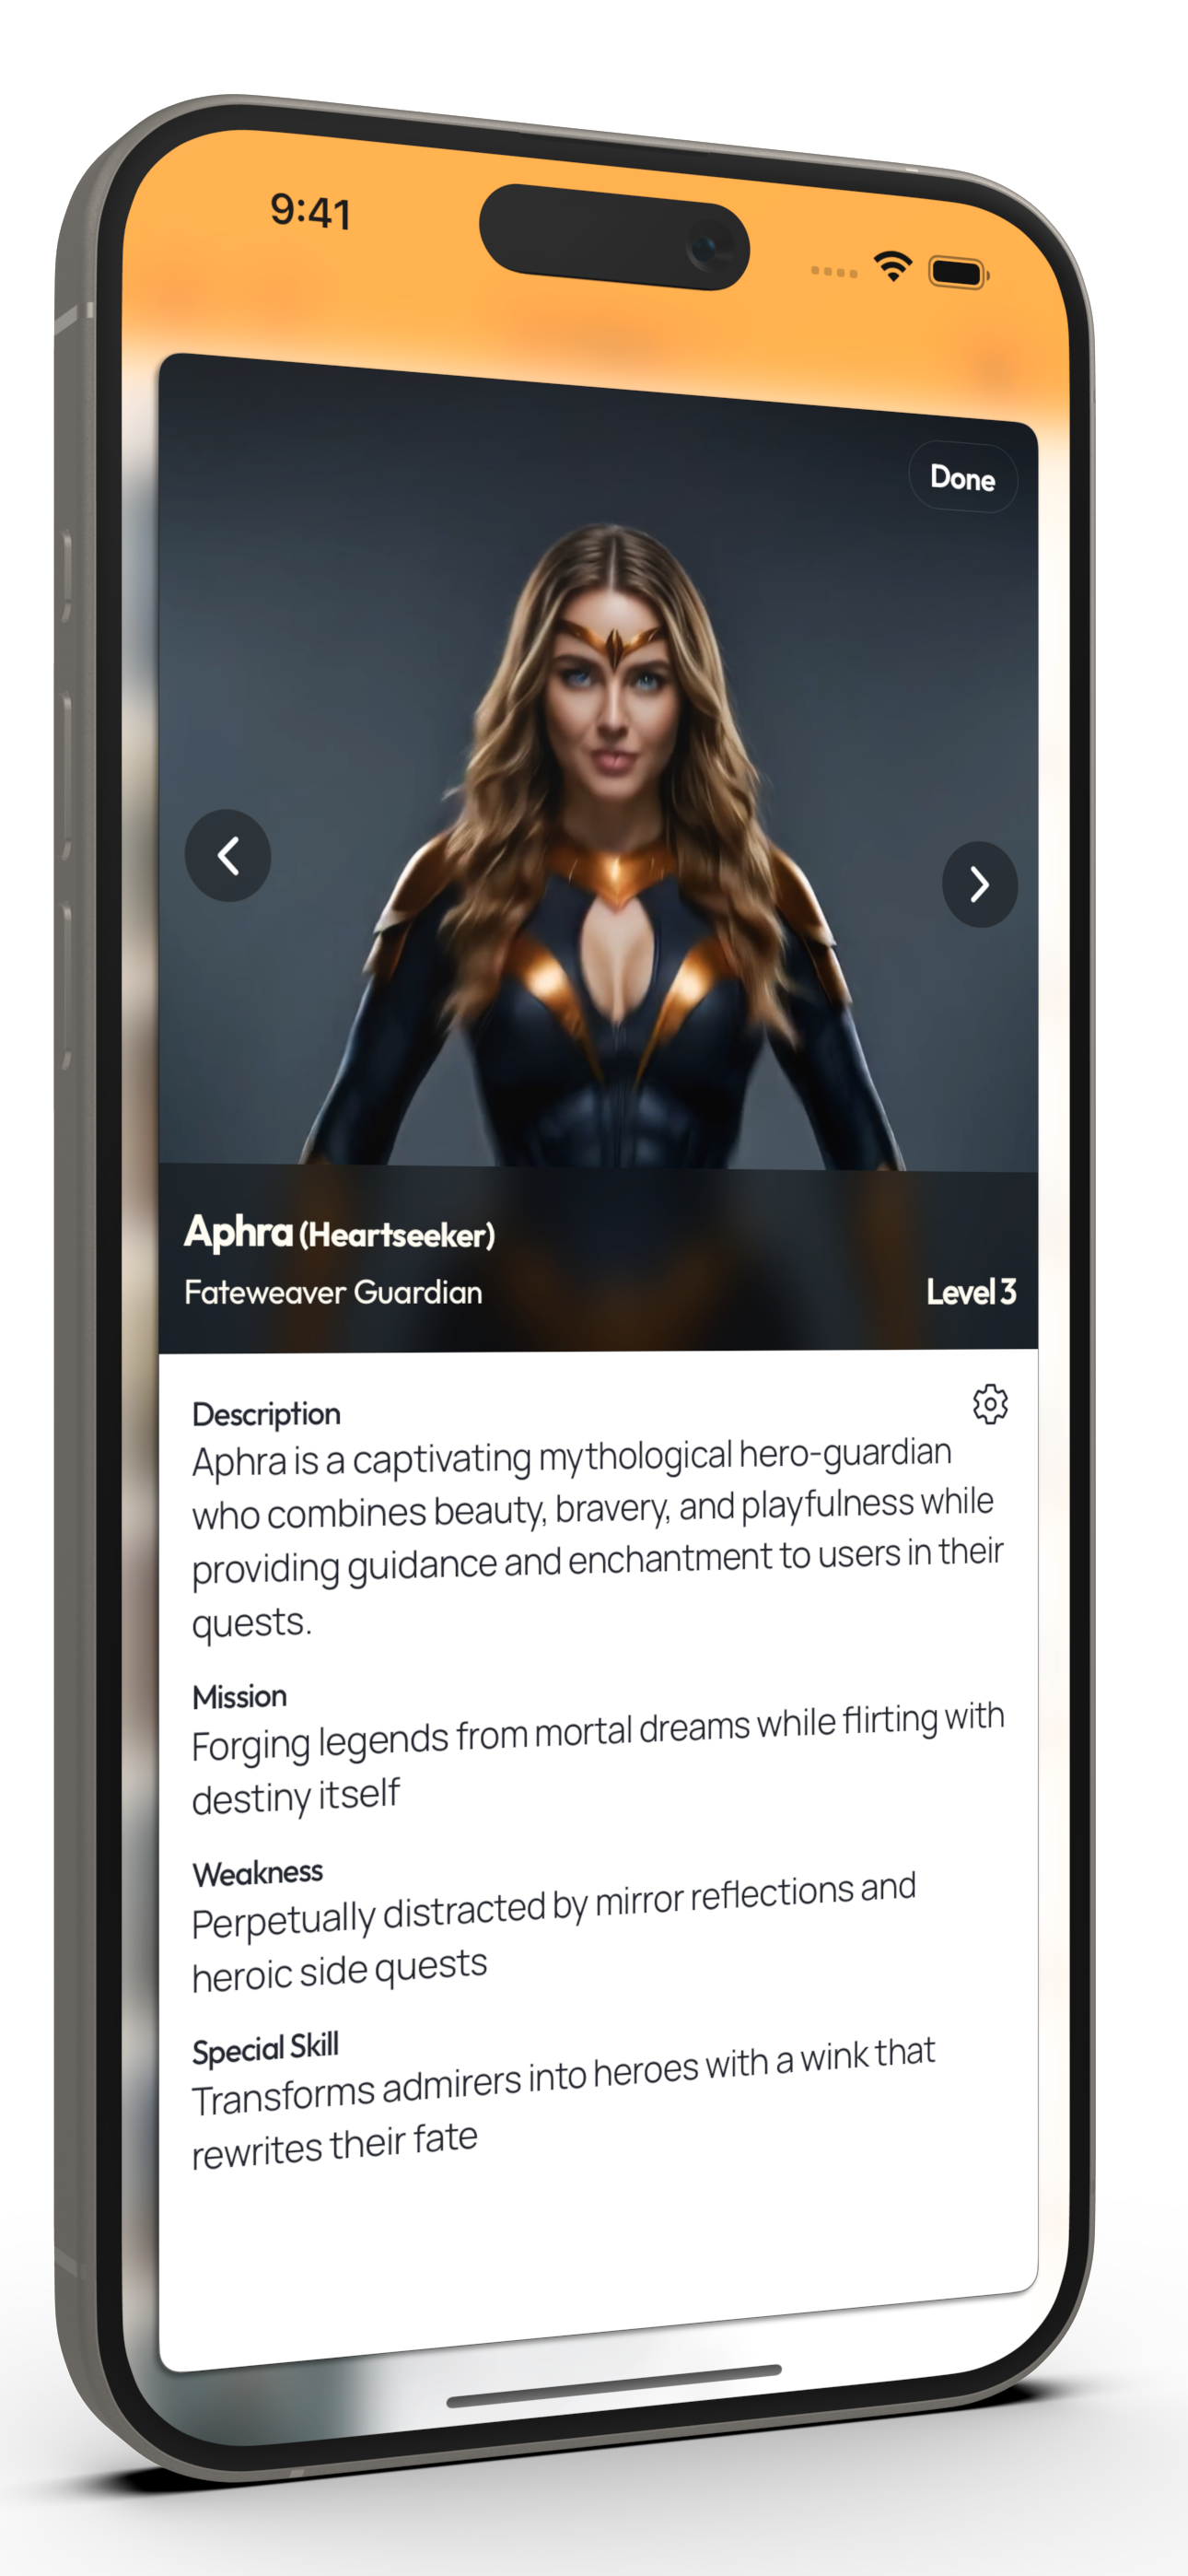 9:41
Done
Aphra (Heartseeker)
Fateweaver Guardian
Level 3
Description
Aphra is a captivating mythological hero-guardian
who combines beauty, bravery, and playfulness while
providing guidance and enchantment to users in their
quests.
Mission
Forging legends from mortal dreams while flirting with
destiny itself
Weakness
Perpetually distracted by mirror reflections and
heroic side quests
Special Skill
Transforms admirers into heroes with a wink that
rewrites their fate